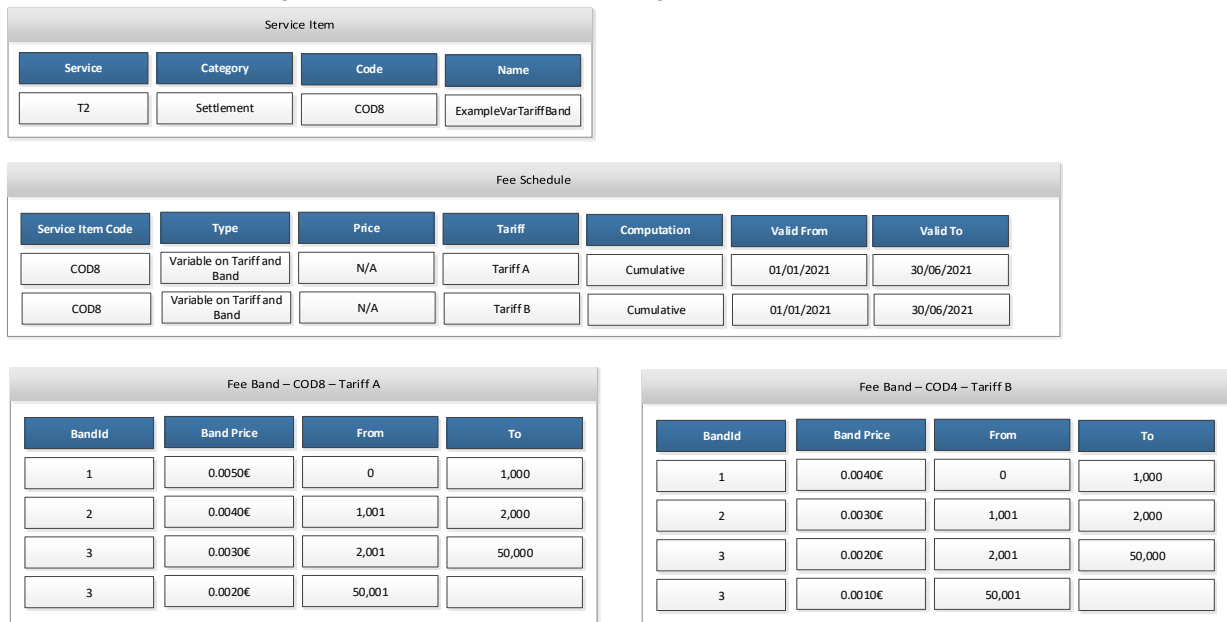 Service Item
Service Category Code Name
T2 Settlement COD8 ExampleVarTariffBand
Fee Schedule
Service Item Code Type Price Tariff Computation Valid From Valid To
COD8 Variable on Tariff and Band N/A Tariff A Cumulative 01/01/2021 30/06/2021
COD8 Variable on Tariff and Band N/A Tariff B Cumulative 01/01/2021 30/06/2021
Fee Band – COD8 – Tariff A
BandId Band Price From To
1 0.0050€ 0 1,000
2 0.0040€ 1,001 2,000
3 0.0030€ 2,001 50,000
3 0.0020€ 50,001
Fee Band – COD4 – Tariff B
BandId Band Price From To
1 0.0040€ 0 1,000
2 0.0030€ 1,001 2,000
3 0.0020€ 2,001 50,000
3 0.0010€ 50,001